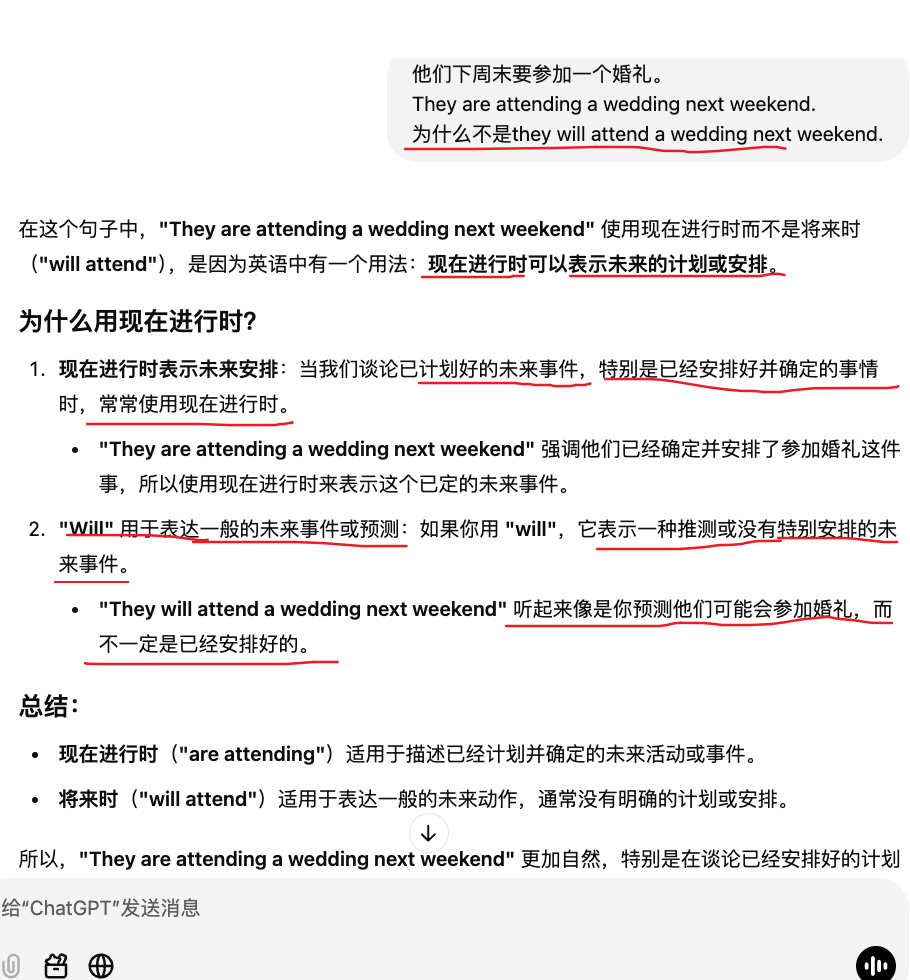 他们下周末要参加一个婚礼。
They are attending a wedding next weekend.
为什么不是they will attend a wedding next weekend.
在这个句子中，"They are attending a wedding next weekend" 使用现在进行时而不是将来时
（"will attend"），是因为英语中有一个用法：现在进行时可以表示未来的计划或安排。
为什么用现在进行时？
1. 现在进行时表示未来安排：当我们谈论已计划好的未来事件，特别是已经安排好并确定的事情
时，常常使用现在进行时。
• "They are attending a wedding next weekend" 强调他们已经确定并安排了参加婚礼这件
事，所以使用现在进行时来表示这个已定的未来事件。
2. "Will" 用于表达一般的未来事件或预测：如果你用 "will"，它表示一种推测或没有特别安排的未
来事件。
• "They will attend a wedding next weekend" 听起来像是你预测他们可能会参加婚礼，而
不一定是已经安排好的。
总结：
• 现在进行时（"are attending"）适用于描述已经计划并确定的未来活动或事件。
• 将来时（"will attend"）适用于表达一般的未来动作，通常没有明确的计划或安排。
所以，"They are attending a wedding next weekend" 更加自然，特别是在谈论已经安排好的计划
给“ChatGPT”发送消息